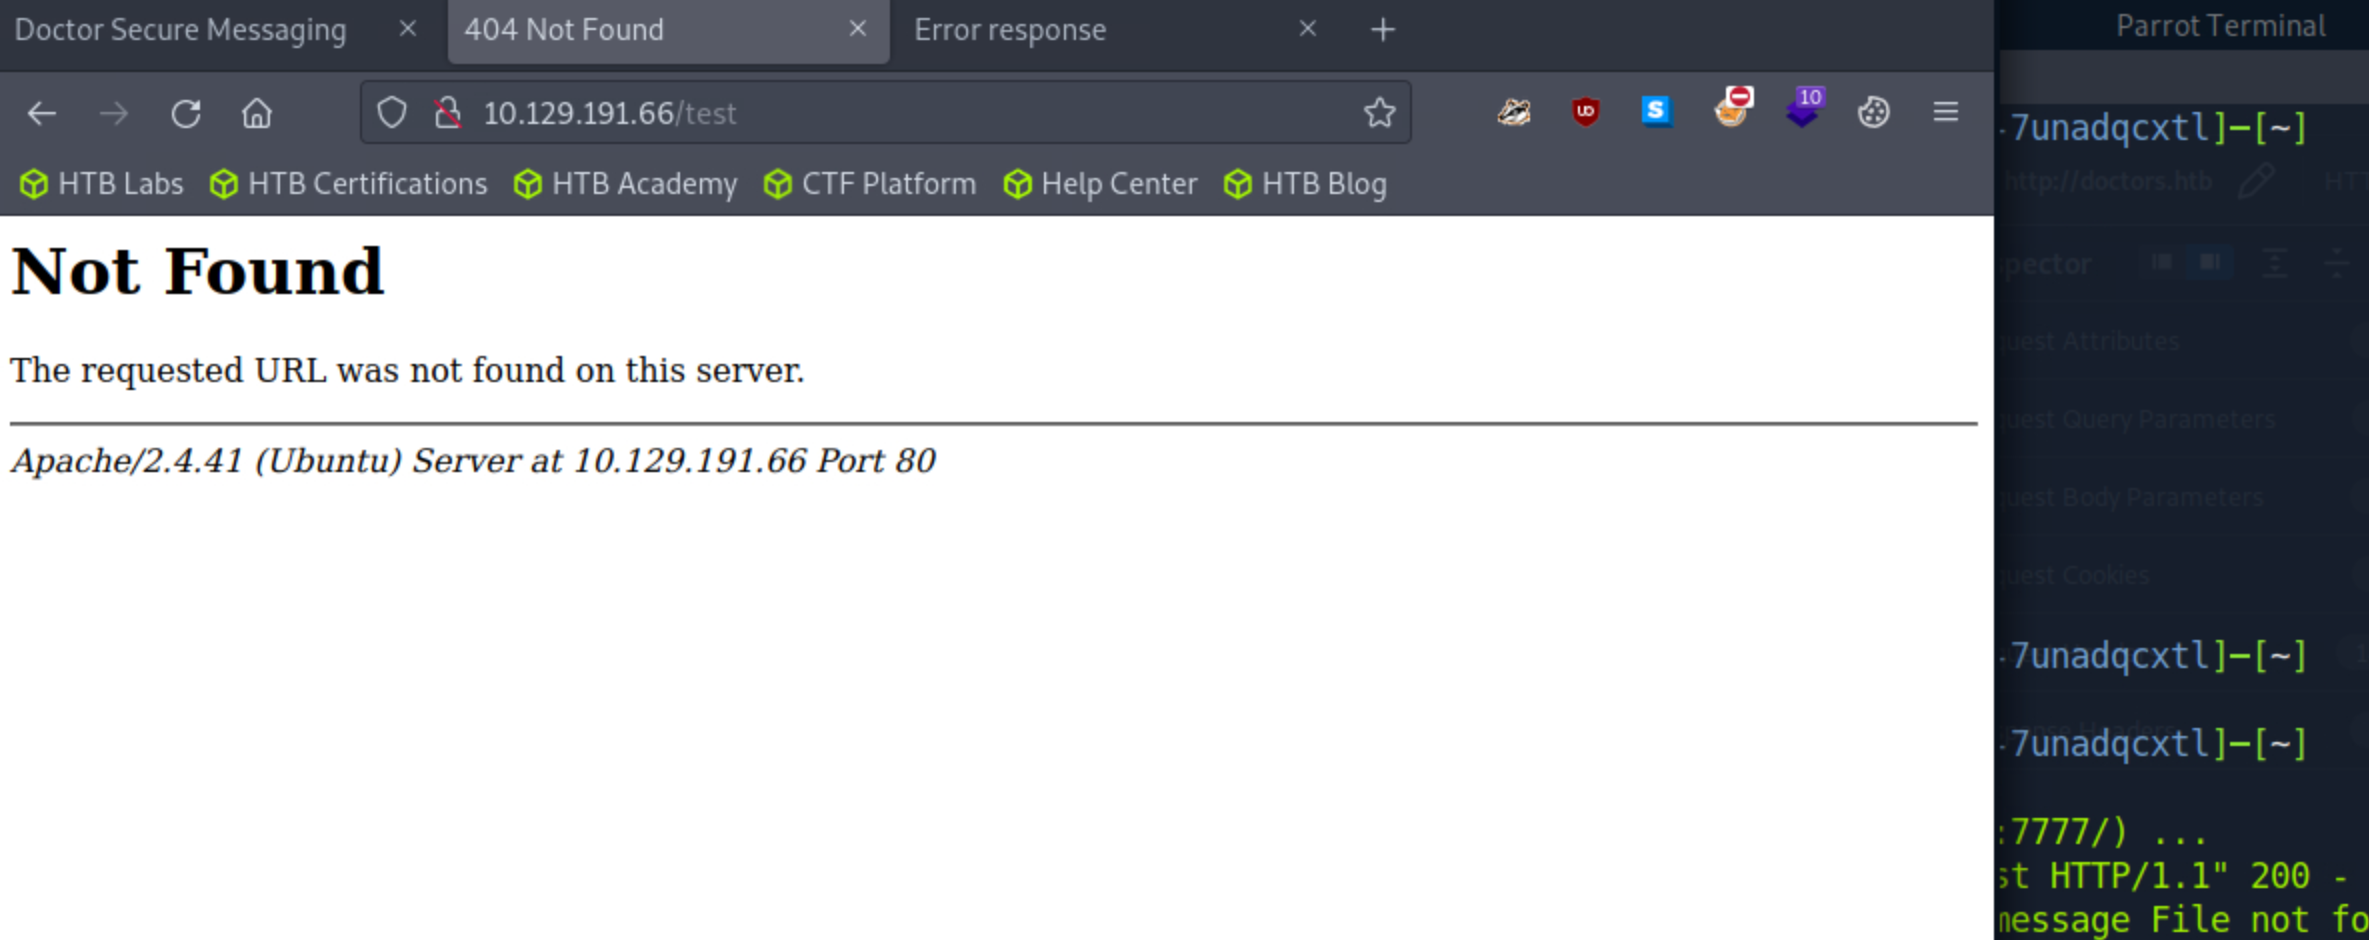 Doctor Secure Messaging
404 Not Found
Error response
Parrot Terminal
10.129.191.66/test
10
HTB Labs
HTB Certifications
HTB Academy
CTF Platform
Help Center
HTB Blog
Not Found
The requested URL was not found on this server.
Apache/2.4.41 (Ubuntu) Server at 10.129.191.66 Port 80
-7unadqcxtl]─[~]
http://doctors.htb
HTT
pector
uest Attributes
uest Query Parameters
uest Body Parameters
uest Cookies
-7unadqcxtl]─[~]
-7unadqcxtl]─[~]
:7777/) ...
st HTTP/1.1" 200 -
message File not fo